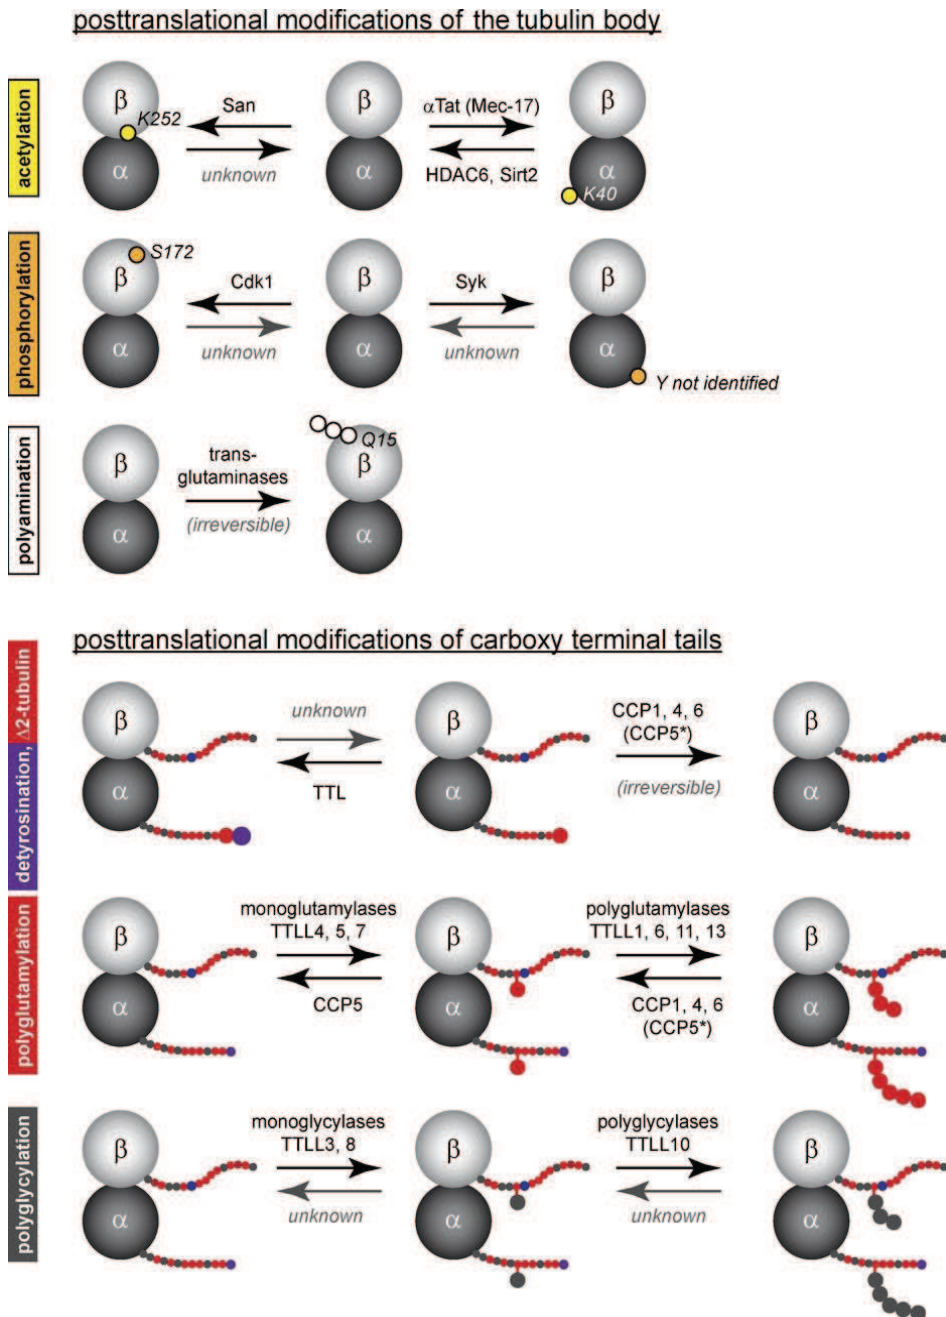 posttranslational modifications of the tubulin body
acetylation
β
K252
α
San
unknown
β
α
αTat (Mec-17)
HDAC6, Sirt2
β
α
K40
phosphorylation
S172
β
α
Cdk1
unknown
β
α
Syk
unknown
β
α
Y not identified
polyamination
β
α
trans-
glutaminases
(irreversible)
Q15
β
α
posttranslational modifications of carboxy terminal tails
detyrosination, Δ2-tubulin
β
α
unknown
TTL
β
α
CCP1, 4, 6
(CCP5*)
(irreversible)
β
α
polyglutamylation
β
α
monoglutamylases
TTLL4, 5, 7
CCP5
β
α
polyglutamylases
TTLL1, 6, 11, 13
CCP1, 4, 6
(CCP5*)
β
α
polyglycylation
β
α
monoglycylases
TTLL3, 8
unknown
β
α
polyglycylases
TTLL10
unknown
β
α